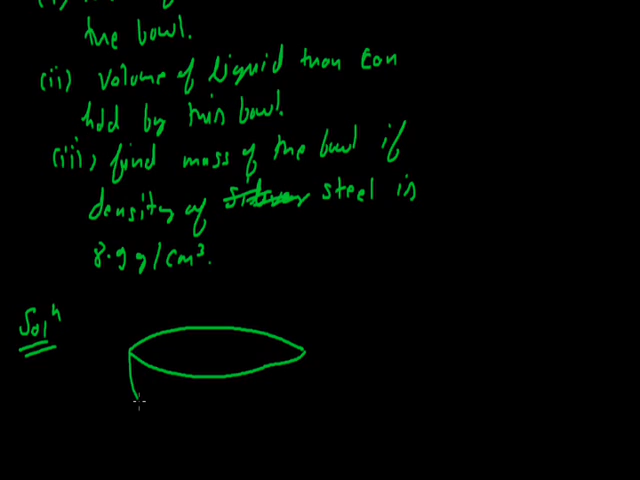 the bowl.
(ii) Volume of liquid than can
hold by this bowl.
(iii) find mass of the bowl if
density of steel is
8.9 g/cm³.
Solⁿ